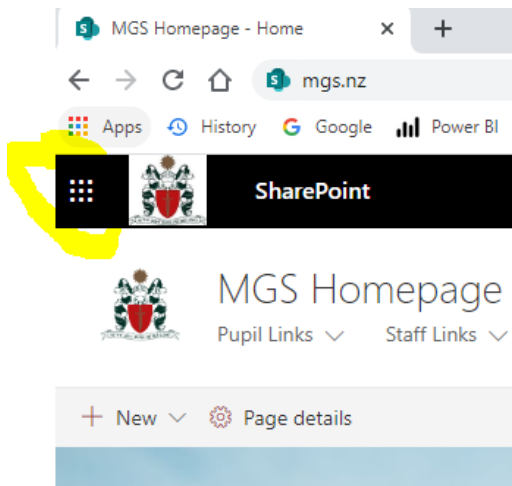 MGS Homepage - Home
mgs.nz
Apps History Google Power BI
SharePoint
MGS Homepage
Pupil Links Staff Links
New Page details